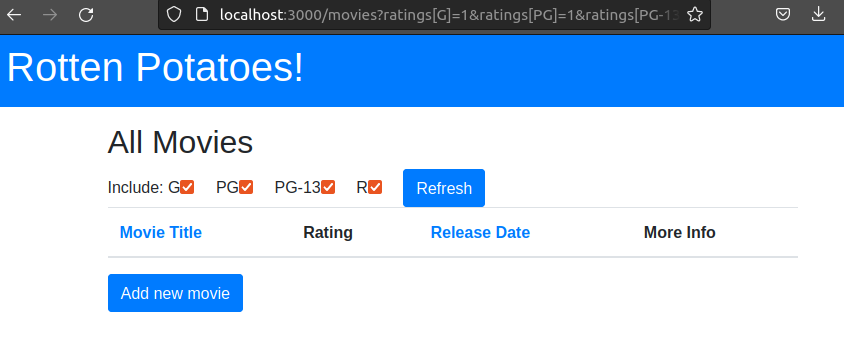 localhost:3000/movies?ratings[G]=1&ratings[PG]=1&ratings[PG-13
Rotten Potatoes!
All Movies
Include: G PG PG-13 R Refresh
Movie Title Rating Release Date More Info
Add new movie